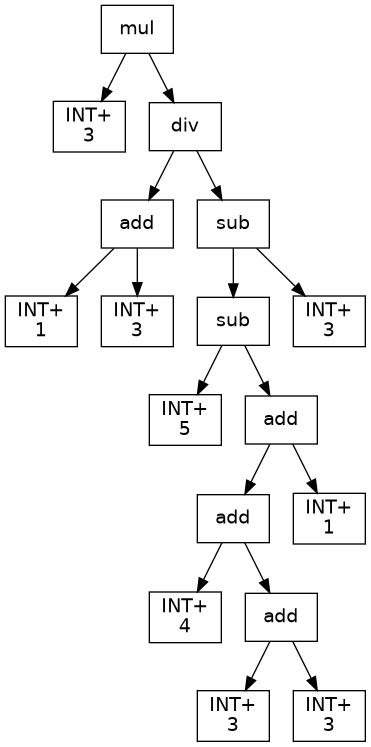 mul
INT+
3
div
add
sub
INT+
1
INT+
3
sub
INT+
3
INT+
5
add
add
INT+
1
INT+
4
add
INT+
3
INT+
3